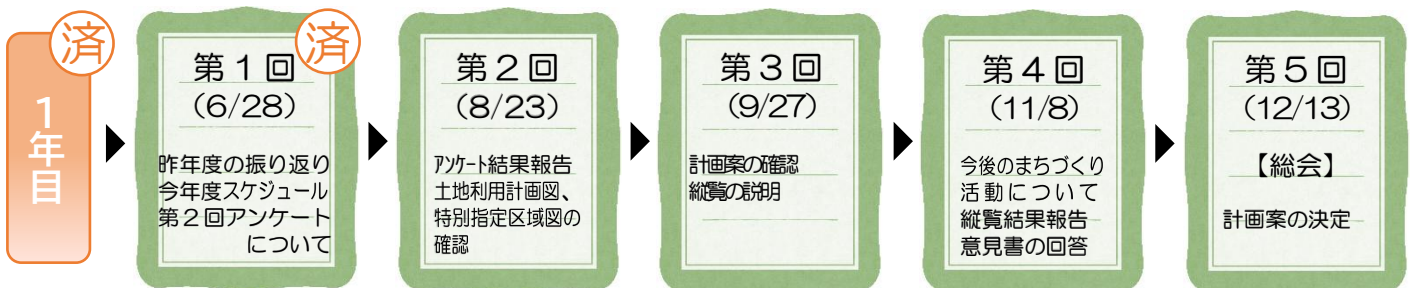 済
1年目
済
第1回
(6/28)
昨年度の振り返り
今年度スケジュール
第2回アンケート
について
第2回
(8/23)
ｱﾝｹｰﾄ結果報告
土地利用計画図、
特別指定区域図の
確認
第3回
(9/27)
計画案の確認
縦覧の説明
第4回
(11/8)
今後のまちづくり
活動について
縦覧結果報告
意見書の回答
第5回
(12/13)
【総会】
計画案の決定